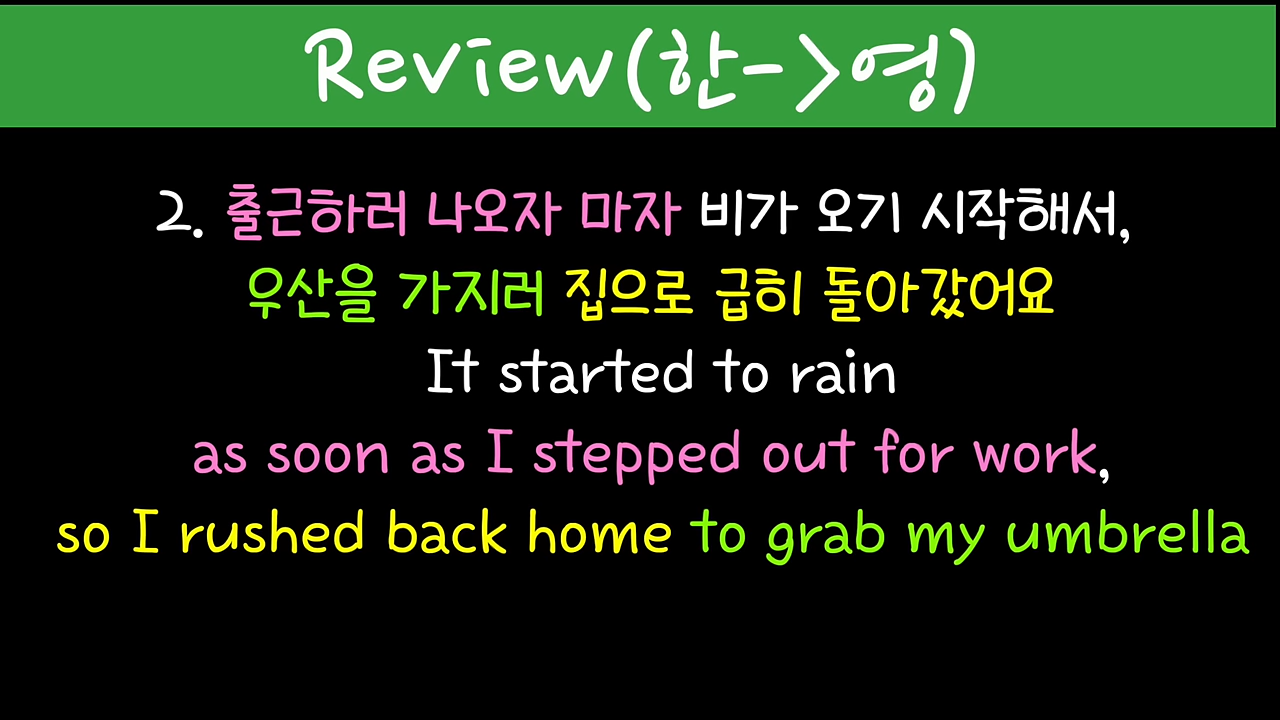 Review(한->영)
2. 출근하러 나오자 마자 비가 오기 시작해서,
우산을 가지러 집으로 급히 돌아갔어요
It started to rain
as soon as I stepped out for work,
so I rushed back home to grab my umbrella